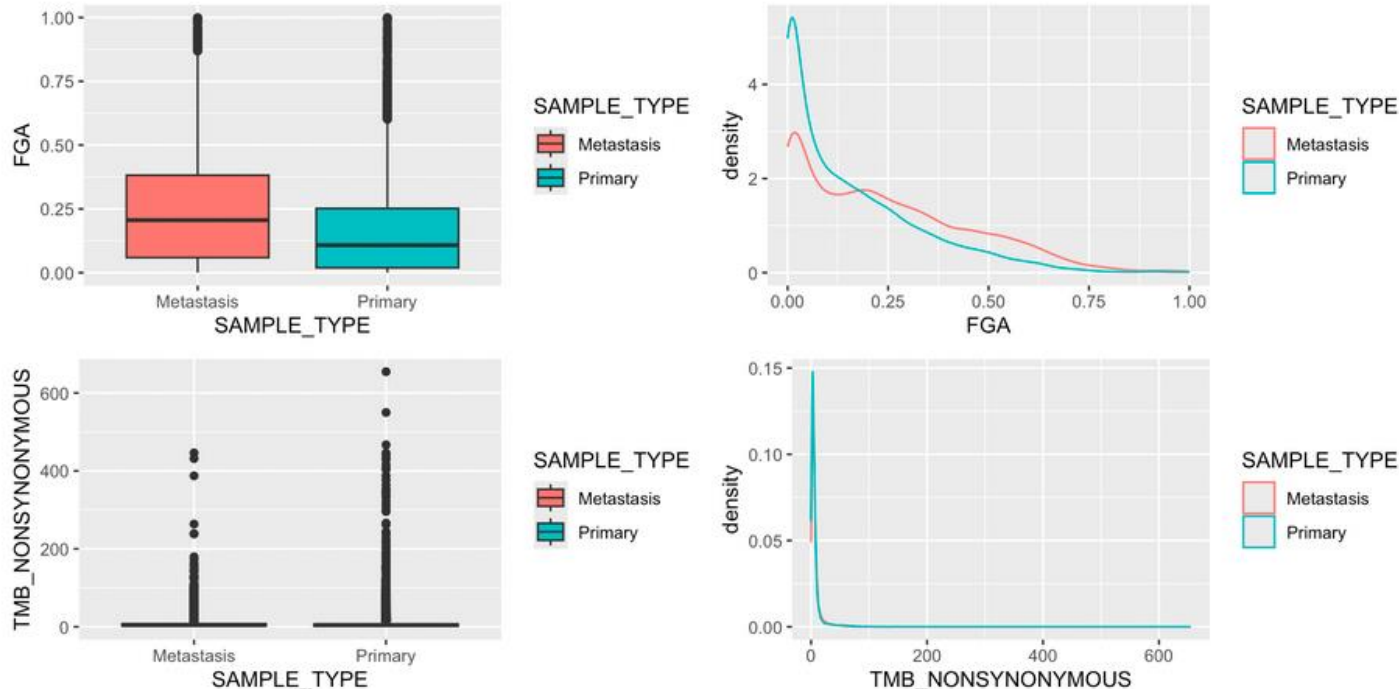 1.00
0.75
0.50
0.25
0.00
FGA
Metastasis
Primary
SAMPLE_TYPE
SAMPLE_TYPE
Metastasis
Primary
4
2
0
density
0.00
0.25
0.50
0.75
1.00
FGA
SAMPLE_TYPE
Metastasis
Primary
600
400
200
0
TMB_NONSYNONYMOUS
Metastasis
Primary
SAMPLE_TYPE
SAMPLE_TYPE
Metastasis
Primary
0.15
0.10
0.05
0.00
density
0
200
400
600
TMB_NONSYNONYMOUS
SAMPLE_TYPE
Metastasis
Primary